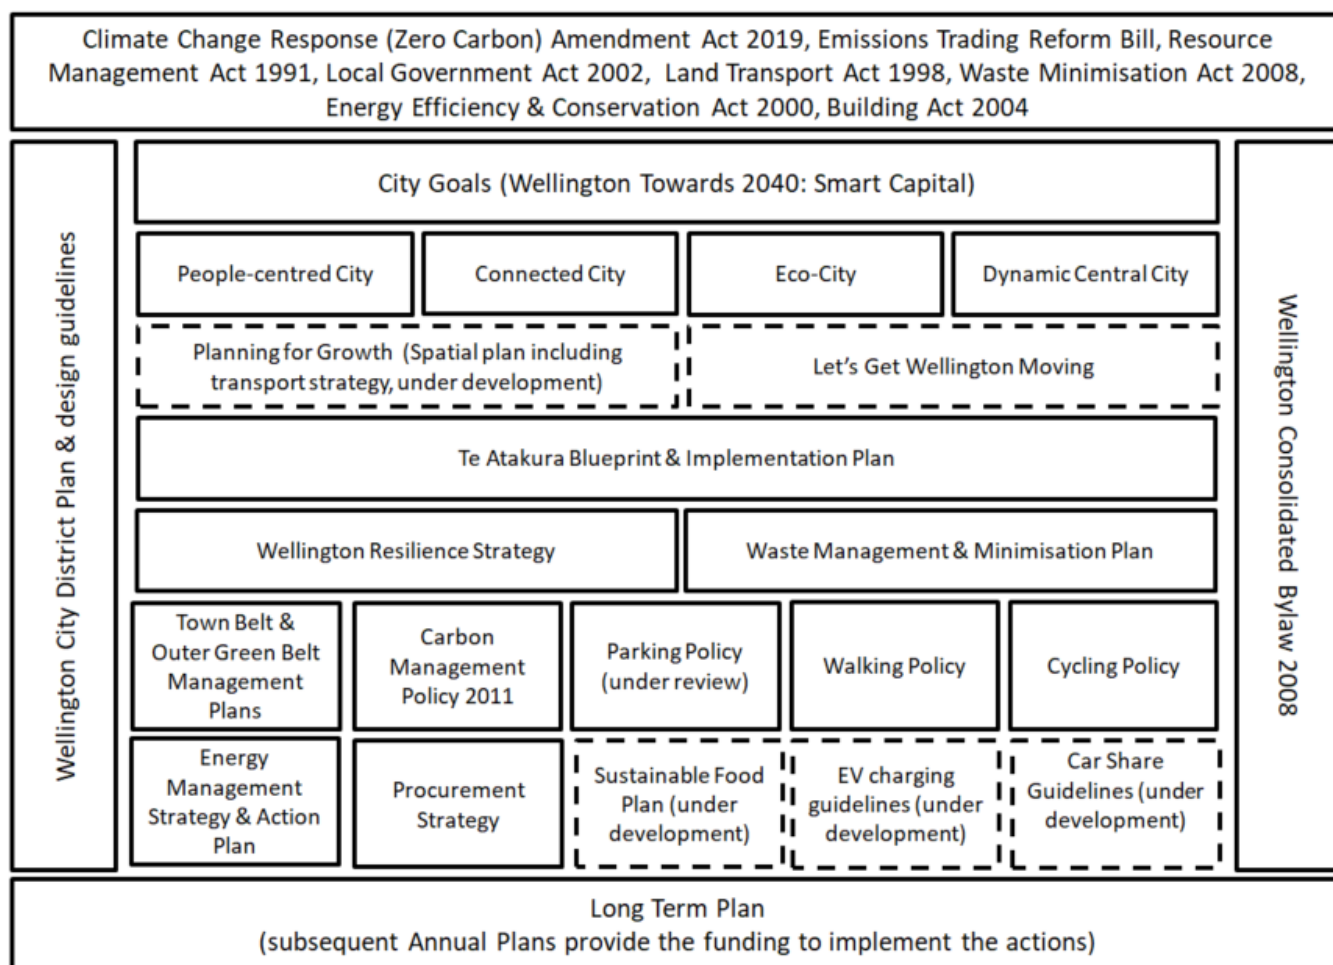 Climate Change Response (Zero Carbon) Amendment Act 2019, Emissions Trading Reform Bill, Resource
Management Act 1991, Local Government Act 2002, Land Transport Act 1998, Waste Minimisation Act 2008,
Energy Efficiency & Conservation Act 2000, Building Act 2004
Wellington City District Plan & design guidelines
City Goals (Wellington Towards 2040: Smart Capital)
People-centred City
Connected City
Eco-City
Dynamic Central City
Planning for Growth (Spatial plan including
transport strategy, under development)
Let's Get Wellington Moving
Te Atakura Blueprint & Implementation Plan
Wellington Resilience Strategy
Waste Management & Minimisation Plan
Town Belt &
Outer Green Belt
Management
Plans
Carbon
Management
Policy 2011
Parking Policy
(under review)
Walking Policy
Cycling Policy
Energy
Management
Strategy & Action
Plan
Procurement
Strategy
Sustainable Food
Plan (under
development)
EV charging
guidelines (under
development)
Car Share
Guidelines (under
development)
Wellington Consolidated Bylaw 2008
Long Term Plan
(subsequent Annual Plans provide the funding to implement the actions)